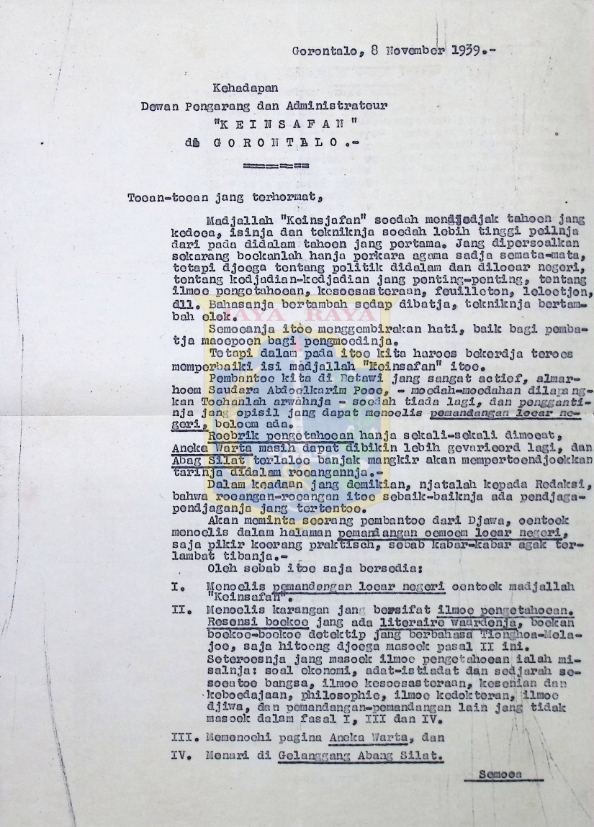 Gorontalo, 8 November 1939.-
Kehadapan
Dewan Pengarang dan Administrateur
"K E I N S A F A N "
di G O R O N T A L O .-
==========
Toean-toean jang terhormat,
Madjallah "Keinsjafan" soedah mendjedjak tahoen jang
kedoea, isinja dan tekniknja soedah lebih tinggi peilnja
dari pada didalam tahoen jang pertama. Jang dipersoalkan
sekarang boekanlah hanja perkara agama sadja semata-mata,
tetapi djoega tentang politik didalam dan diloear negeri,
tentang kedjadian-kedjadian jang penting-penting, tentang
ilmoe pengetahoean, kesoesasteraan, feuilleton, leloetjon,
dll. Bahasanja bertambah sedap dibatja, tekniknja bertam-
bah elok.
Semoeanja itoe menggembirakan hati, baik bagi pemba-
tja maoepoen bagi pengmoedinja.
Tetapi dalam pada itoe kita haroes bekerdja teroes
memperbaiki isi madjallah "Keinsafan" itoe.
Pembantoe kita di Betawi jang sangat actief, almar-
hoem Saudara Abdoelkarim Pooe, - moedah-moedahan dilapang-
kan Toehanlah arwahnja - soedah tiada lagi, dan pengganti-
nja jang opisil jang dapat menoelis pemandangan loear ne-
geri, beloem ada.
Roebrik pengetahoean hanja sekali-sekali dimoeat,
Aneka Warta masih dapat dibikin lebih gevarieerd lagi, dan
Abag Silat terlaloe banjak margkir akan mempertoendjoekkan
tarinja didalam roeangannja.
Dalam keadaan jang demikian, njatalah kepada Redaksi,
bahwa roeangan-roeangan itoe sebaik-baiknja ada pendjaga-
pendjaganja jang tertentoe.
Akan meminta seorang pembantoe dari Djawa, oentoek
menoelis dalam halaman pemandangan oemoem loear negeri,
saja pikir koerang praktisch, sebab kabar-kabar agak ter-
lambat tibanja.-
Oleh sebab itoe saja bersedia:
I. Menoelis pemandangan loear negeri oentoek madjallah
"Keinsafan".
II. Menoelis karangan jang bersifat ilmoe pengetahoean.
Resensi boekoe jang ada literaire waardenja, boekan
boekoe-boekoe detektip jang berbahasa Tionghoa-Mela-
joe, saja hitoeng djoega masoek pasal II ini.
Seteroesnja jang masoek ilmoe pengetahoean ialah mi-
salnja: soal ekonomi, adat-istiadat dan sedjarah se-
soeatoe bangsa, ilmoe kesoesasteraan, kesenian dan
keboedajaan, philosophie, ilmoe kedokteran, ilmoe
djiwa, dan pemandangan-pemandangan lain jang tidak
masoek dalam fasal I, III dan IV.
III. Memenoehi pagina Aneka Warta, dan
IV. Menari di Gelanggang Abang Silat.
Semoea